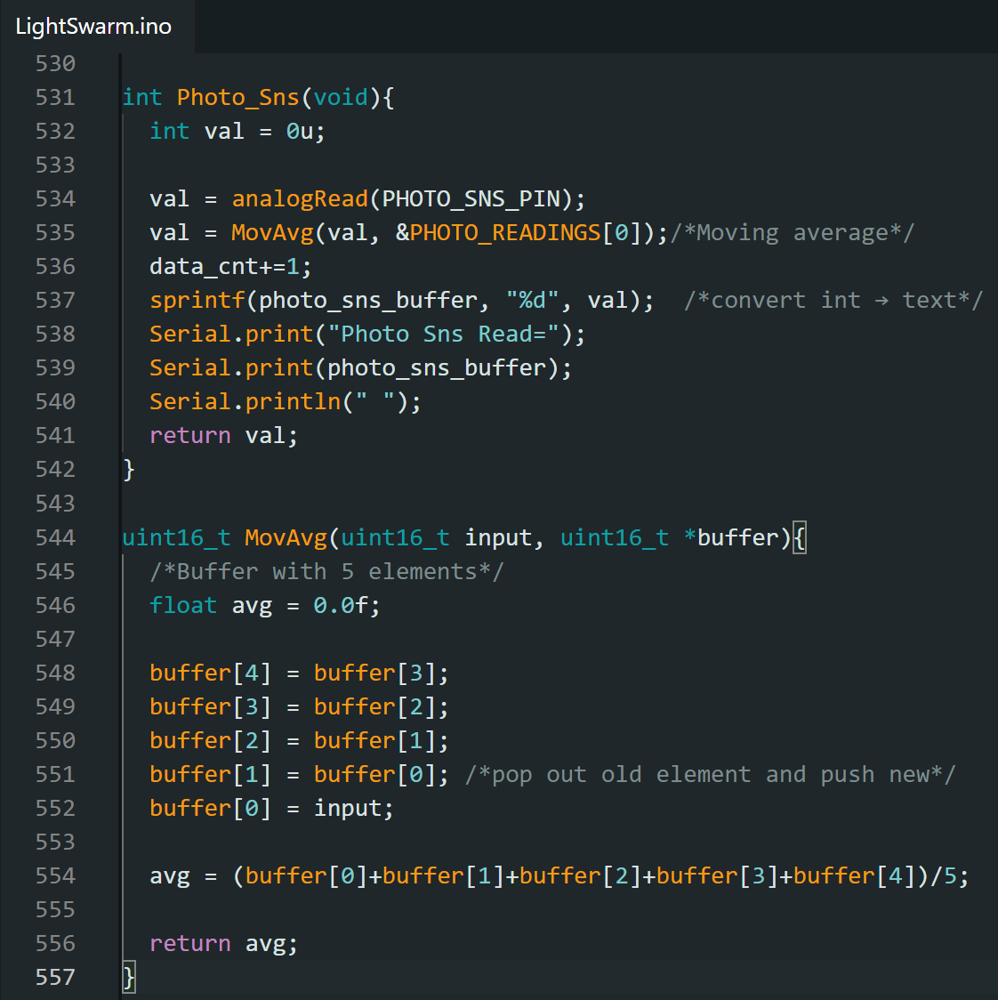 LightSwarm.ino
530
531 int Photo_Sns(void){
532   int val = 0u;
533
534   val = analogRead(PHOTO_SNS_PIN);
535   val = MovAvg(val, &PHOTO_READINGS[0]);/*Moving average*/
536   data_cnt+=1;
537   sprintf(photo_sns_buffer, "%d", val);  /*convert int → text*/
538   Serial.print("Photo Sns Read=");
539   Serial.print(photo_sns_buffer);
540   Serial.println(" ");
541   return val;
542 }
543
544 uint16_t MovAvg(uint16_t input, uint16_t *buffer){
545   /*Buffer with 5 elements*/
546   float avg = 0.0f;
547
548   buffer[4] = buffer[3];
549   buffer[3] = buffer[2];
550   buffer[2] = buffer[1];
551   buffer[1] = buffer[0]; /*pop out old element and push new*/
552   buffer[0] = input;
553
554   avg = (buffer[0]+buffer[1]+buffer[2]+buffer[3]+buffer[4])/5;
555
556   return avg;
557 }